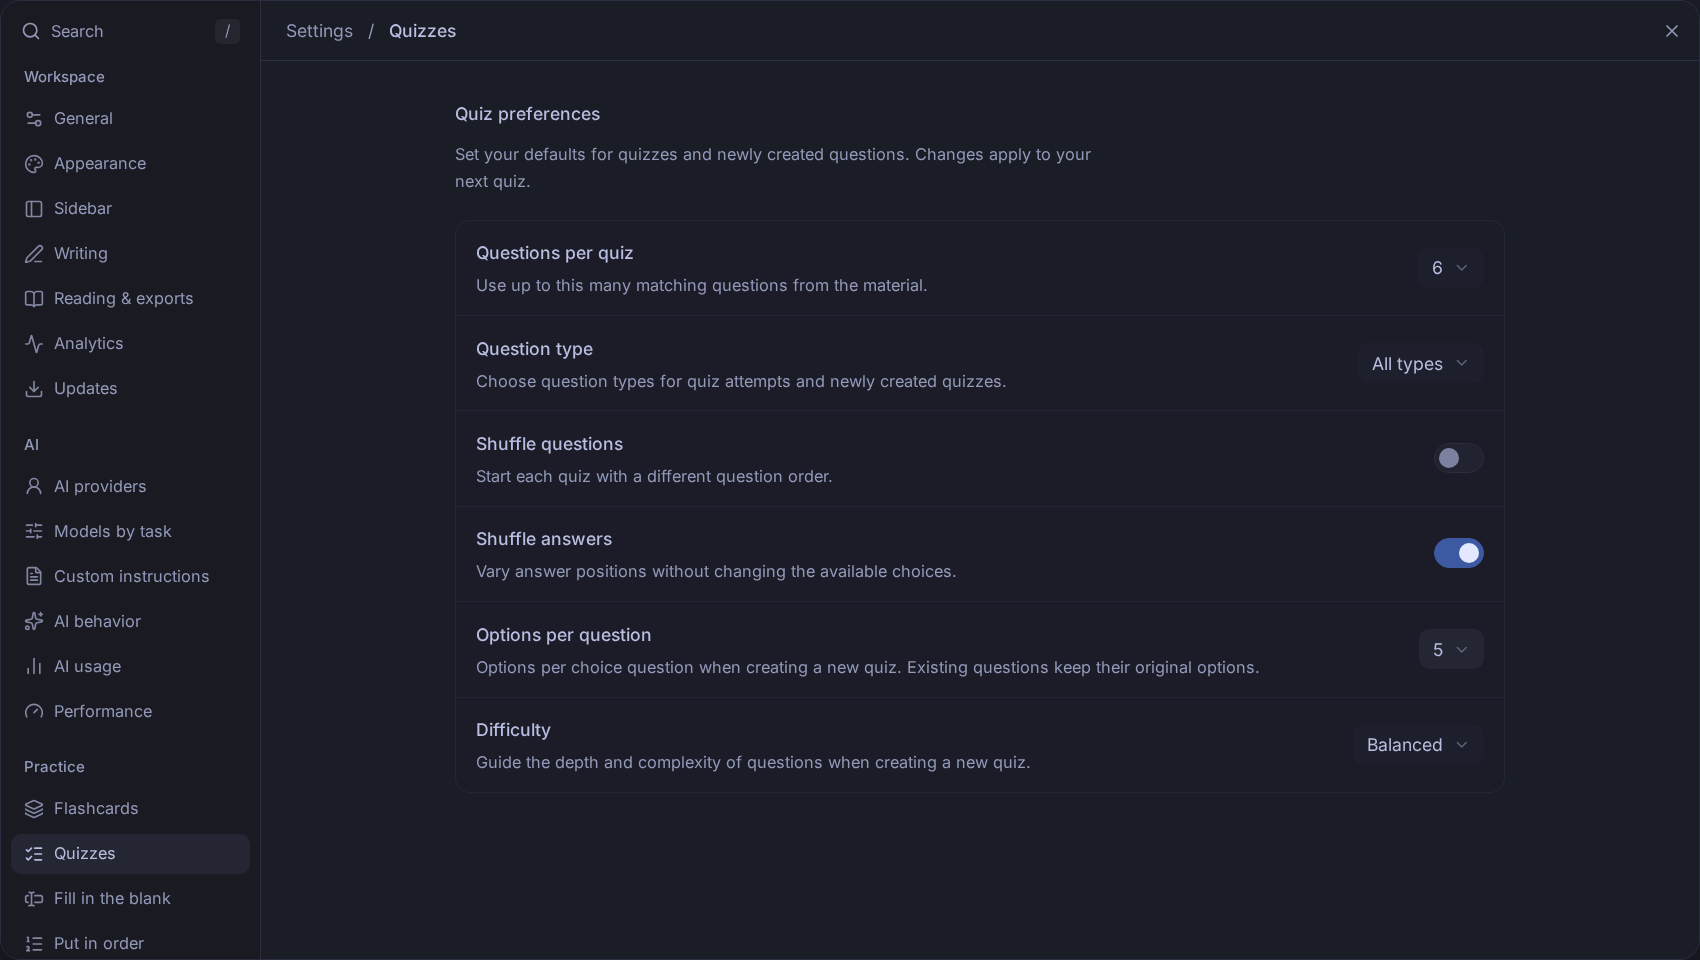 Search /
Workspace
General
Appearance
Sidebar
Writing
Reading & exports
Analytics
Updates
AI
AI providers
Models by task
Custom instructions
AI behavior
AI usage
Performance
Practice
Flashcards
Quizzes
Fill in the blank
Put in order
Settings / Quizzes
Quiz preferences
Set your defaults for quizzes and newly created questions. Changes apply to your
next quiz.
Questions per quiz
Use up to this many matching questions from the material.
6
Question type
Choose question types for quiz attempts and newly created quizzes.
All types
Shuffle questions
Start each quiz with a different question order.
Shuffle answers
Vary answer positions without changing the available choices.
Options per question
Options per choice question when creating a new quiz. Existing questions keep their original options.
5
Difficulty
Guide the depth and complexity of questions when creating a new quiz.
Balanced